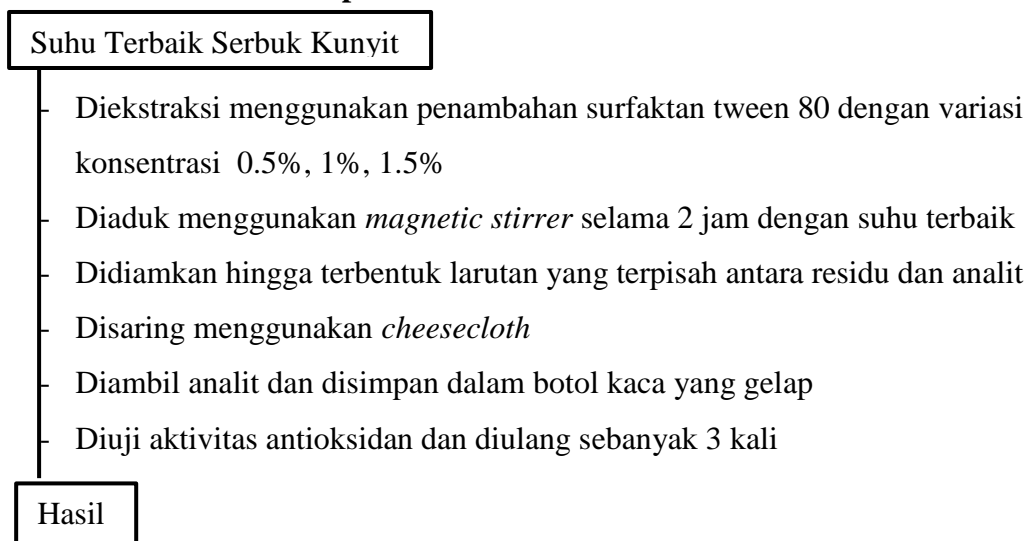 Suhu Terbaik Serbuk Kunyit
- Diekstraksi menggunakan penambahan surfaktan tween 80 dengan variasi
konsentrasi 0.5%, 1%, 1.5%
- Diaduk menggunakan magnetic stirrer selama 2 jam dengan suhu terbaik
- Didiamkan hingga terbentuk larutan yang terpisah antara residu dan analit
- Disaring menggunakan cheesecloth
- Diambil analit dan disimpan dalam botol kaca yang gelap
- Diuji aktivitas antioksidan dan diulang sebanyak 3 kali
Hasil